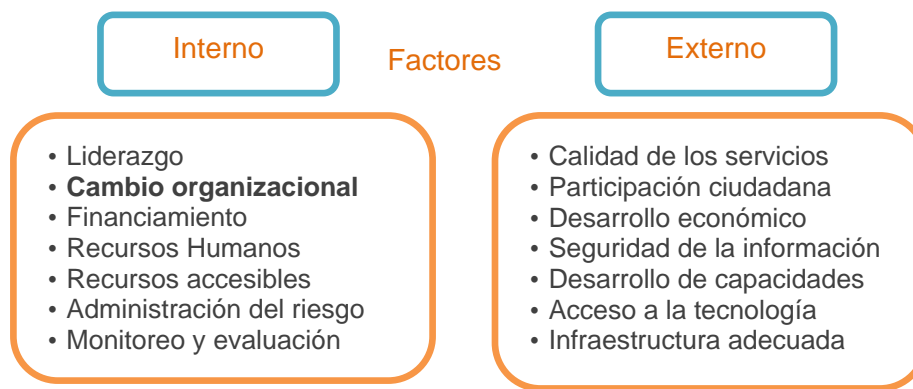 Interno
Factores
Externo
• Liderazgo
• Cambio organizacional
• Financiamiento
• Recursos Humanos
• Recursos accesibles
• Administración del riesgo
• Monitoreo y evaluación
• Calidad de los servicios
• Participación ciudadana
• Desarrollo económico
• Seguridad de la información
• Desarrollo de capacidades
• Acceso a la tecnología
• Infraestructura adecuada